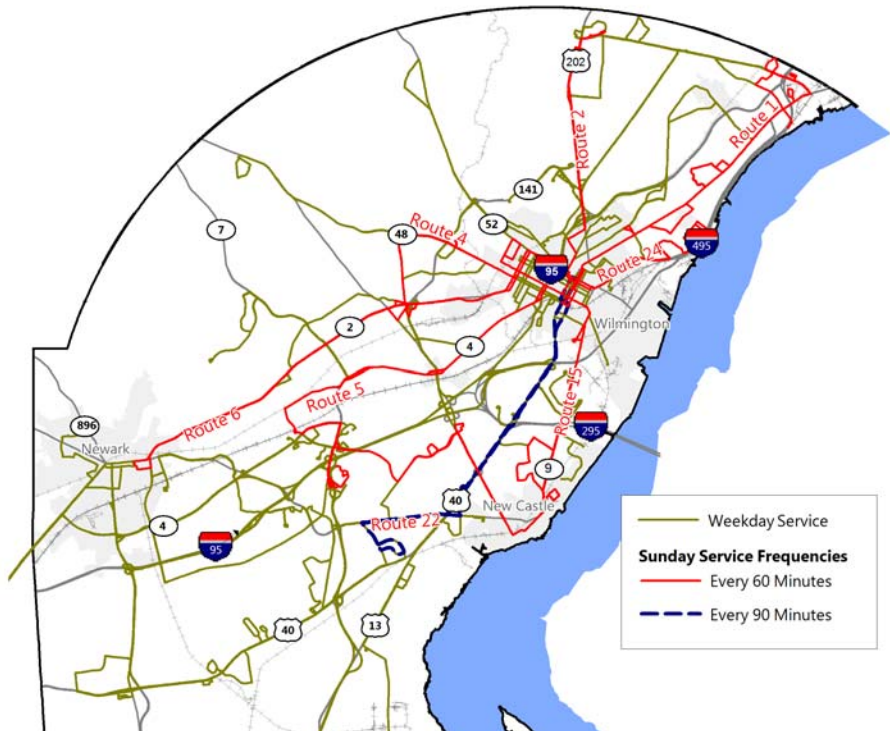 202
Route 2
Route 1
141
7
52
Route 4
48
495
95
Route 24
Wilmington
2
4
Route 5
Route 15
Route 6
896
Newark
295
9
40
New Castle
Route 22
4
95
40
13
Weekday Service
Sunday Service Frequencies
Every 60 Minutes
Every 90 Minutes